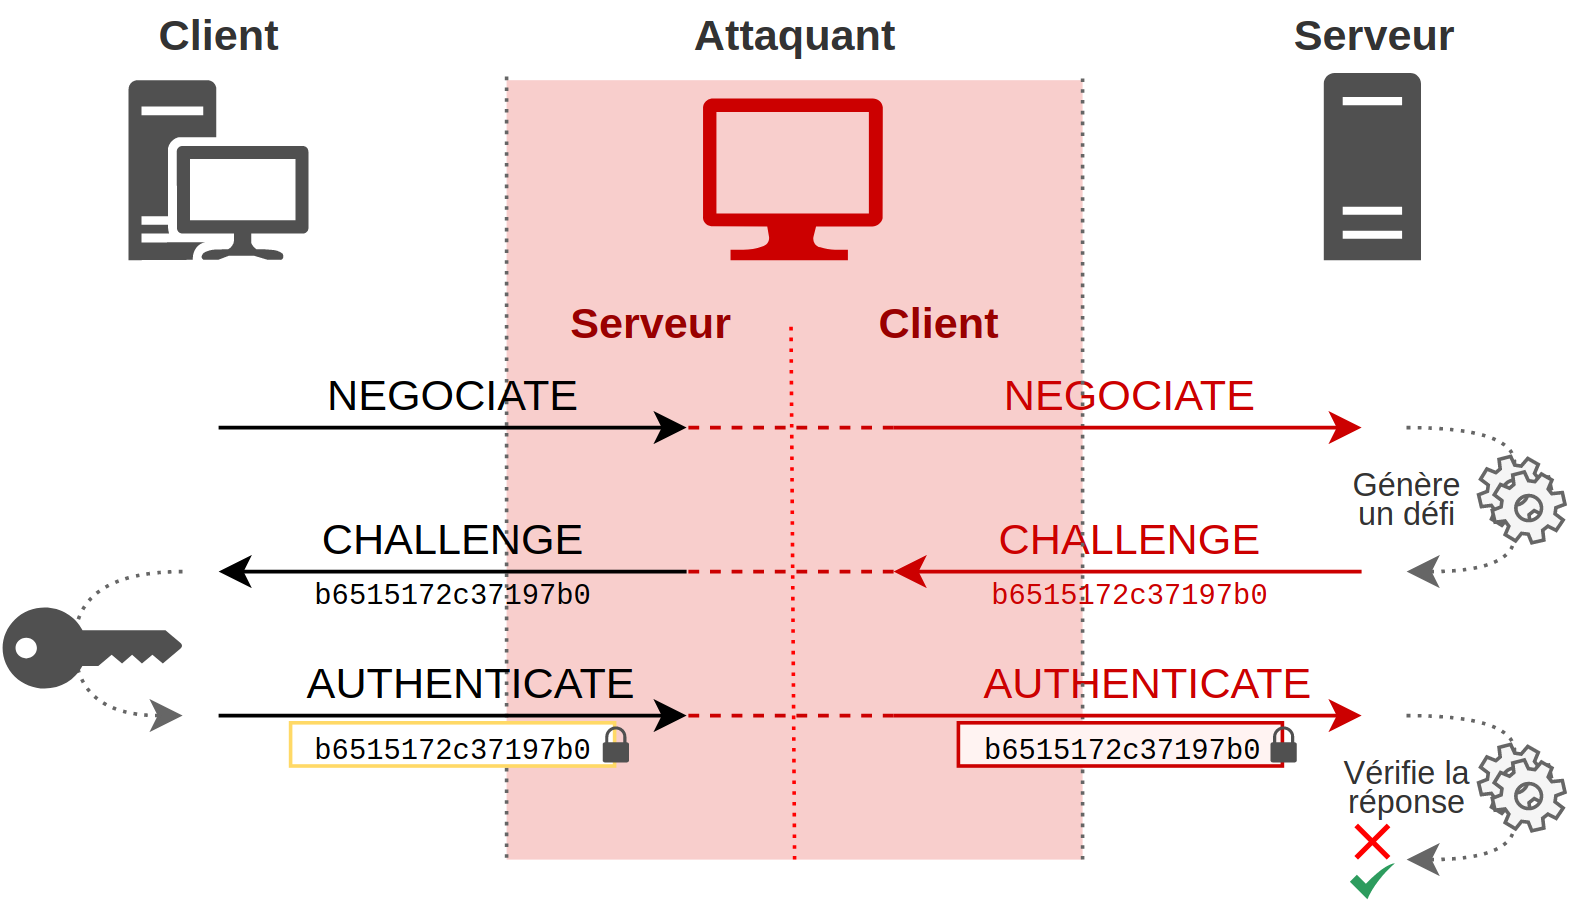 Client
Attaquant
Serveur
Serveur
Client
NEGOCIATE
NEGOCIATE
Génère
un défi
CHALLENGE
CHALLENGE
b6515172c37197b0
b6515172c37197b0
AUTHENTICATE
AUTHENTICATE
b6515172c37197b0
b6515172c37197b0
Vérifie la
réponse